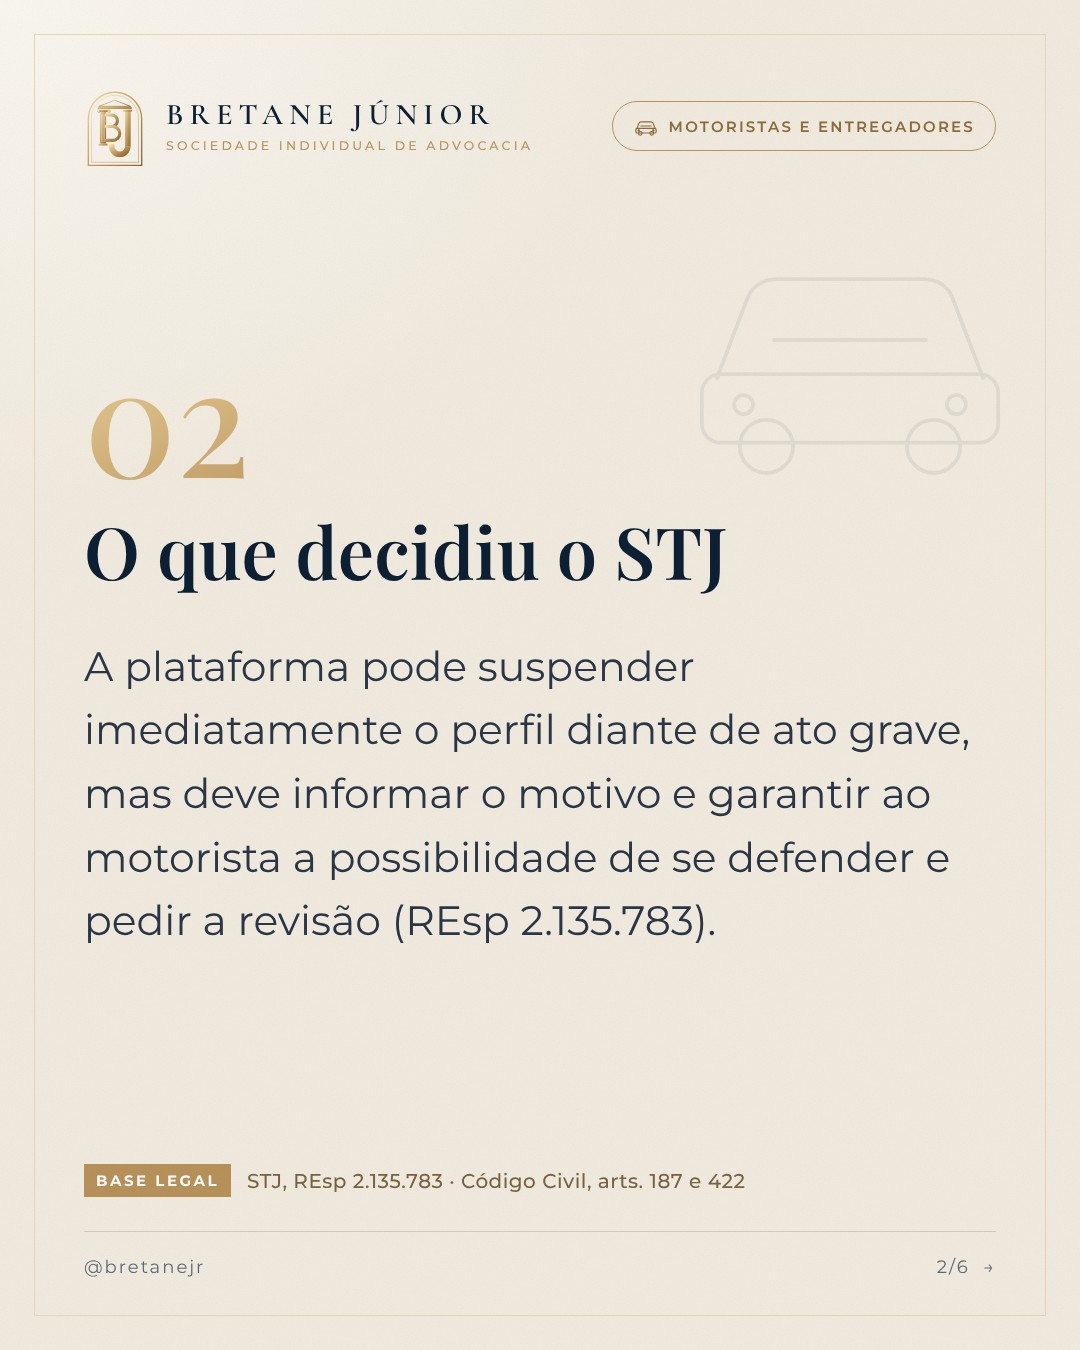 BJ
BRETANE JÚNIOR
SOCIEDADE INDIVIDUAL DE ADVOCACIA
MOTORISTAS E ENTREGADORES
02
O que decidiu o STJ
A plataforma pode suspender
imediatamente o perfil diante de ato grave,
mas deve informar o motivo e garantir ao
motorista a possibilidade de se defender e
pedir a revisão (REsp 2.135.783).
BASE LEGAL STJ, REsp 2.135.783 · Código Civil, arts. 187 e 422
@bretanejr
2/6 →